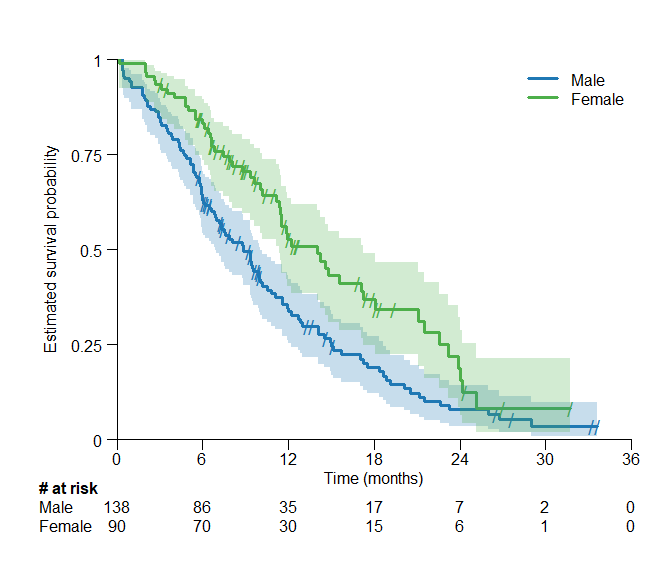 1
Male
Female
0.75
Estimated survival probability
0.5
0.25
0
0 6 12 18 24 30 36
Time (months)
# at risk
Male 138 86 35 17 7 2 0
Female 90 70 30 15 6 1 0